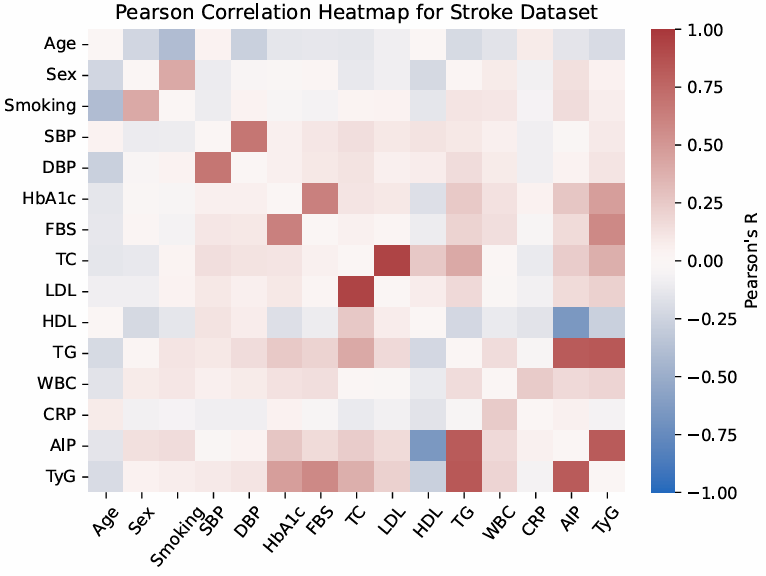 Pearson Correlation Heatmap for Stroke Dataset
Age
Sex
Smoking
SBP
DBP
HbA1c
FBS
TC
LDL
HDL
TG
WBC
CRP
AIP
TyG
Age Sex Smoking SBP DBP HbA1c FBS TC LDL HDL TG WBC CRP AIP TyG
1.00
0.75
0.50
0.25
0.00
−0.25
−0.50
−0.75
−1.00
Pearson's R